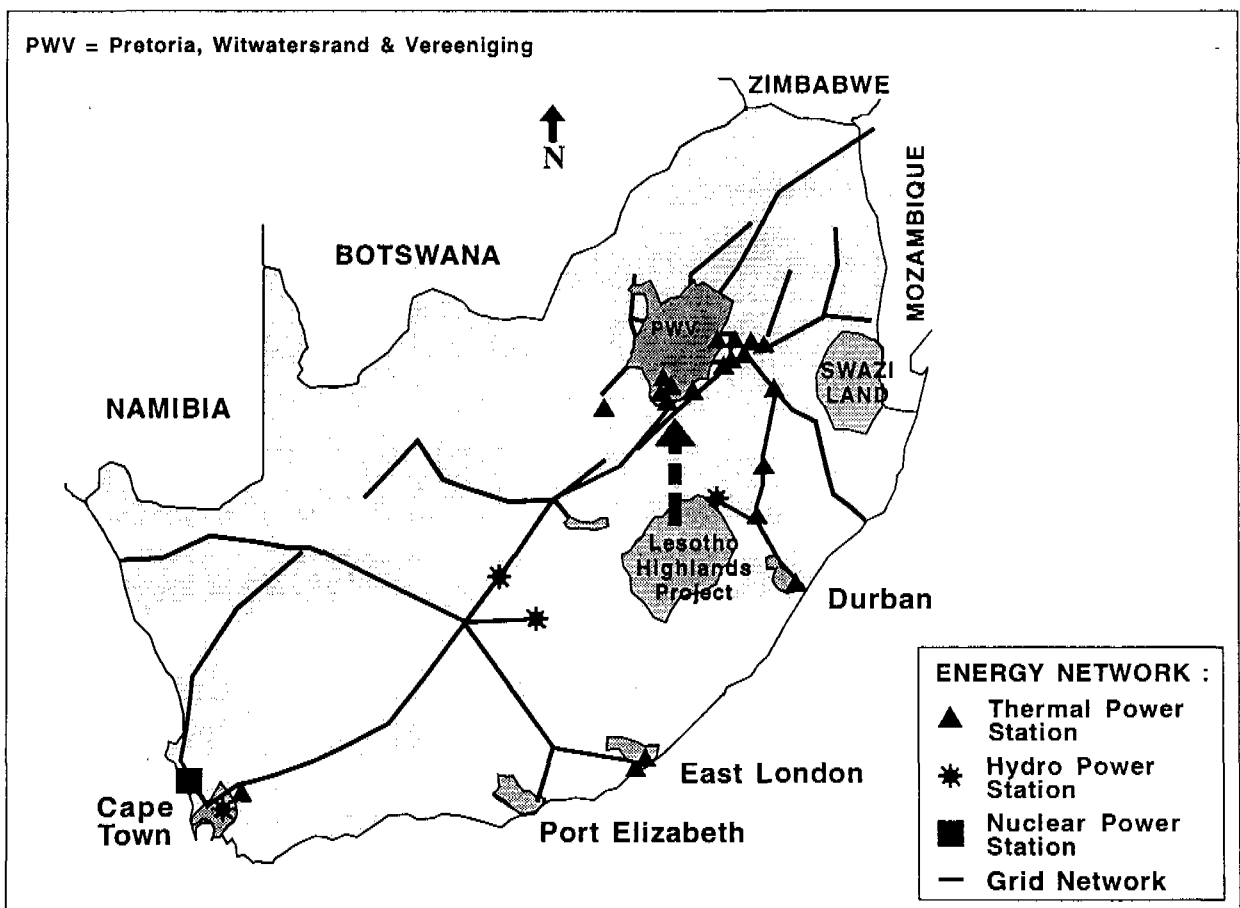 PWV = Pretoria, Witwatersrand & Vereeniging
ZIMBABWE
N
MOZAMBIQUE
BOTSWANA
PWV
SWAZI
LAND
NAMIBIA
Lesotho
Highlands
Project
Durban
ENERGY NETWORK :
Thermal Power
Station
Hydro Power
Station
Nuclear Power
Station
Grid Network
East London
Cape
Town
Port Elizabeth